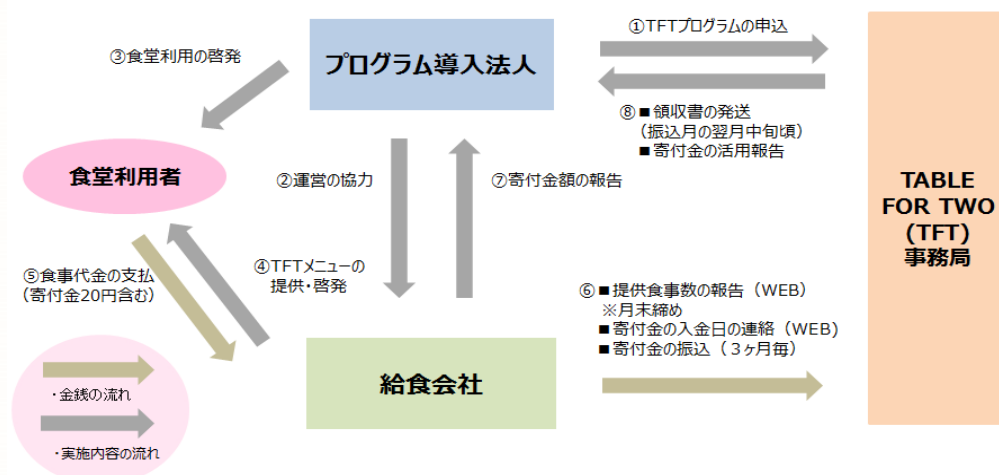 ①TFTプログラムの申込
③食堂利用の啓発
プログラム導入法人
⑧■領収書の発送
（振込月の翌月中旬頃）
■寄付金の活用報告
食堂利用者
②運営の協力
⑦寄付金額の報告
TABLE
FOR TWO
(TFT)
事務局
⑤食事代金の支払
（寄付金20円含む）
④TFTメニューの
提供・啓発
⑥■提供食事数の報告（WEB）
※月末締め
■寄付金の入金日の連絡（WEB)
■寄付金の振込（３ヶ月毎）
給食会社
・金銭の流れ
・実施内容の流れ